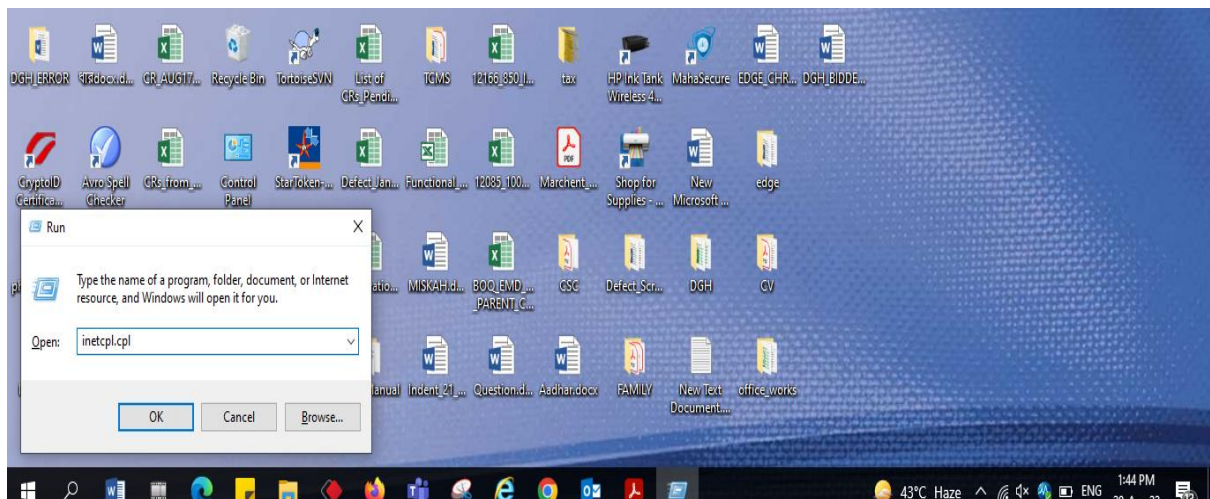 DGH_ERROR
CR_AUG17...
Recycle Bin
TortoiseSVN
List of
CRs_Pendi...
TCMS
12166_850_I...
tax
HP Ink Tank
Wireless 4...
MahaSecure
EDGE_CHR...
DGH_BIDDE...
CryptoID
Certifica...
Avro Spell
Checker
CRs_from_...
Control
Panel
StarToken-...
Defect_Jan...
Functional_...
12085_100...
Marchent_...
Shop for
Supplies - ...
New
Microsoft ...
edge
Run
Type the name of a program, folder, document, or Internet
resource, and Windows will open it for you.
Open: inetcpl.cpl
OK Cancel Browse...
MISKAH.d...
BOQ_EMD_...
_PARENT_C...
GSC
Defect_Scr...
DGH
CV
Indent_21_...
Question.d...
Aadhar.docx
FAMILY
New Text
Document....
office_works
43°C Haze
ENG
1:44 PM